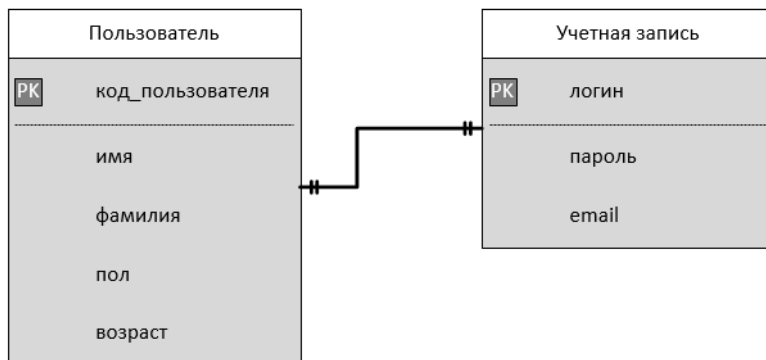 Пользователь
PK код_пользователя
имя
фамилия
пол
возраст
Учетная запись
PK логин
пароль
email